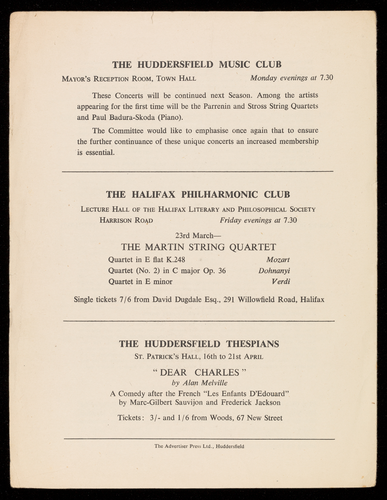 THE HUDDERSFIELD MUSIC CLUB
MAYOR'S RECEPTION ROOM, TOWN HALL Monday evenings at 7.30
These Concerts will be continued next Season. Among the artists
appearing for the first time will be the Parrenin and Stross String Quartets
and Paul Badura-Skoda (Piano).
The Committee would like to emphasise once again that to ensure
the further continuance of these unique concerts an increased membership
is essential.
THE HALIFAX PHILHARMONIC CLUB
LECTURE HALL OF THE HALIFAX LITERARY AND PHILOSOPHICAL SOCIETY
HARRISON ROAD Friday evenings at 7.30
23rd March—
THE MARTIN STRING QUARTET
Quartet in E flat K.248 Mozart
Quartet (No. 2) in C major Op. 36 Dohnanyi
Quartet in E minor Verdi
Single tickets 7/6 from David Dugdale Esq., 291 Willowfield Road, Halifax
THE HUDDERSFIELD THESPIANS
ST. PATRICK'S HALL, 16th to 21st APRIL
"DEAR CHARLES"
by Alan Melville
A Comedy after the French "Les Enfants D'Edouard"
by Marc-Gilbert Sauvijon and Frederick Jackson
Tickets: 3/- and 1/6 from Woods, 67 New Street
The Advertiser Press Ltd., Huddersfield